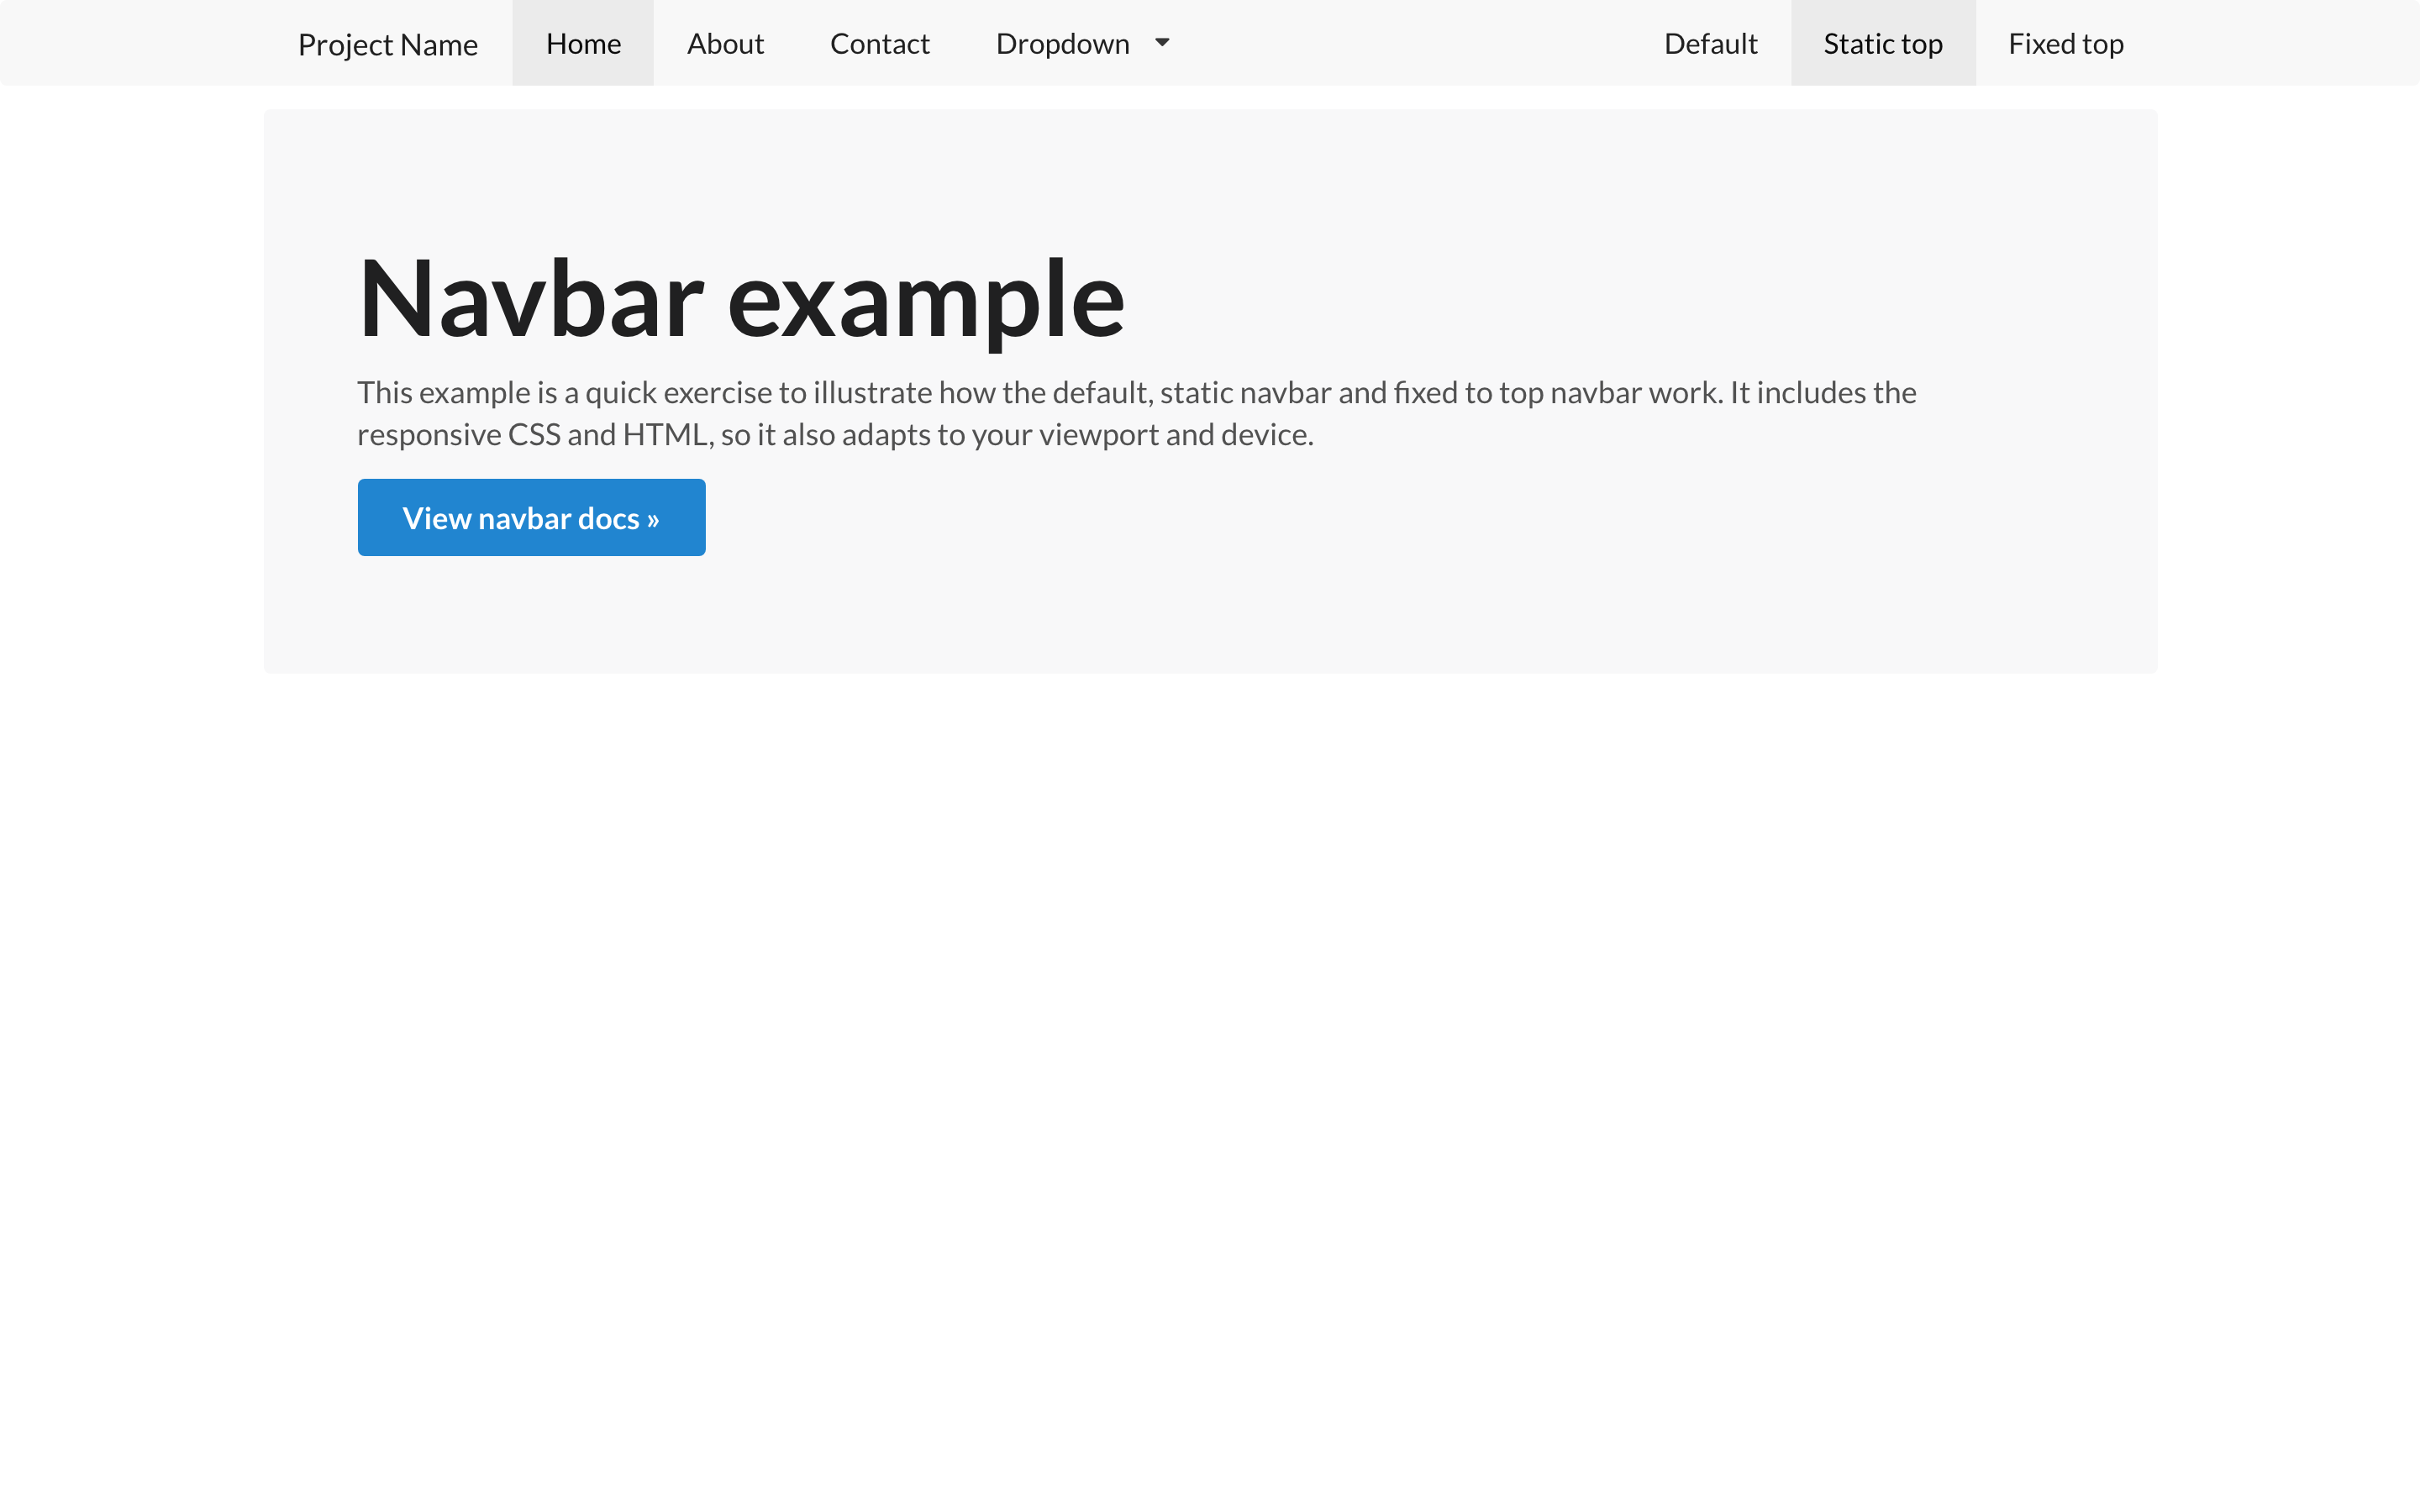 Project Name Home About Contact Dropdown Default Static top Fixed top
Navbar example
This example is a quick exercise to illustrate how the default, static navbar and fixed to top navbar work. It includes the
responsive CSS and HTML, so it also adapts to your viewport and device.
View navbar docs »